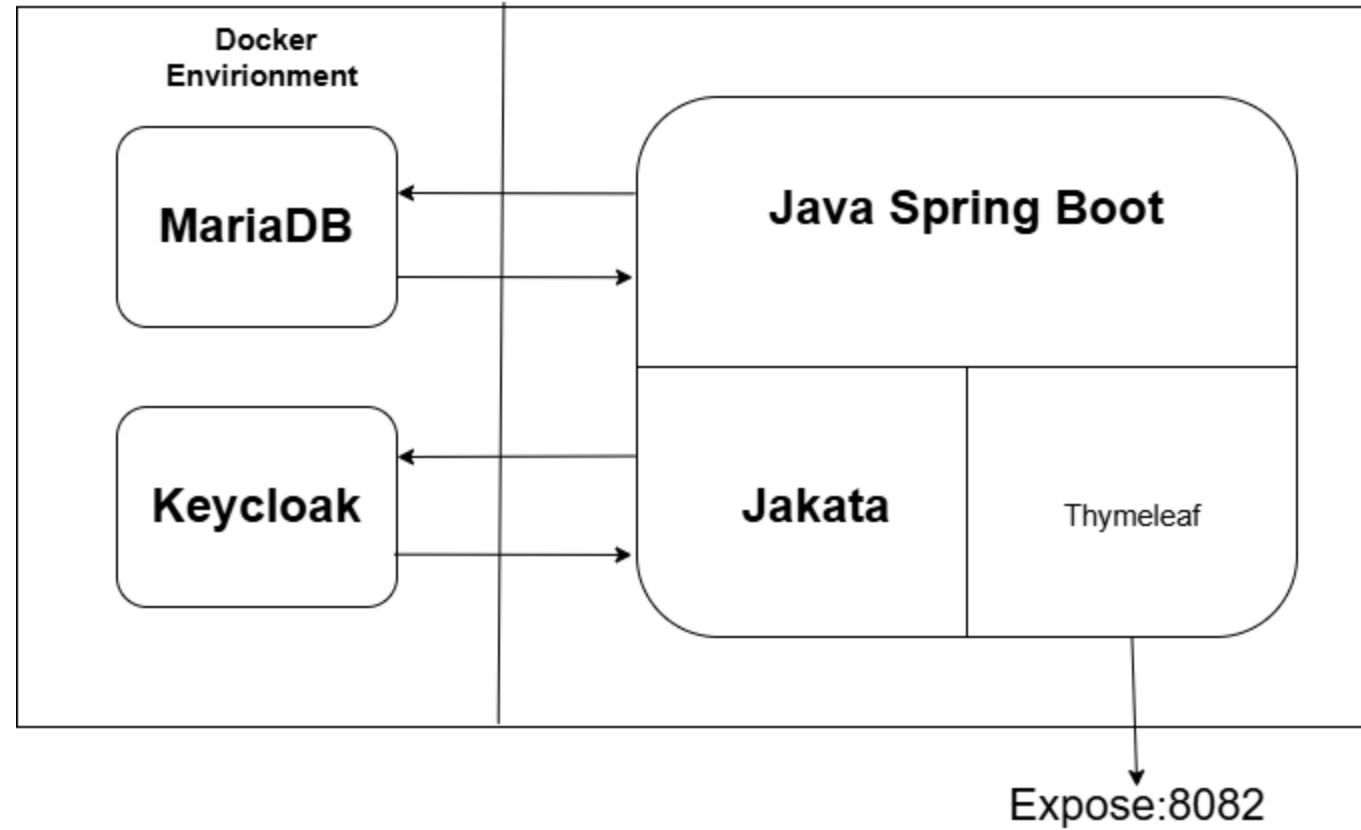 Docker
Envirionment
MariaDB
Java Spring Boot
Keycloak
Jakata
Thymeleaf
Expose:8082